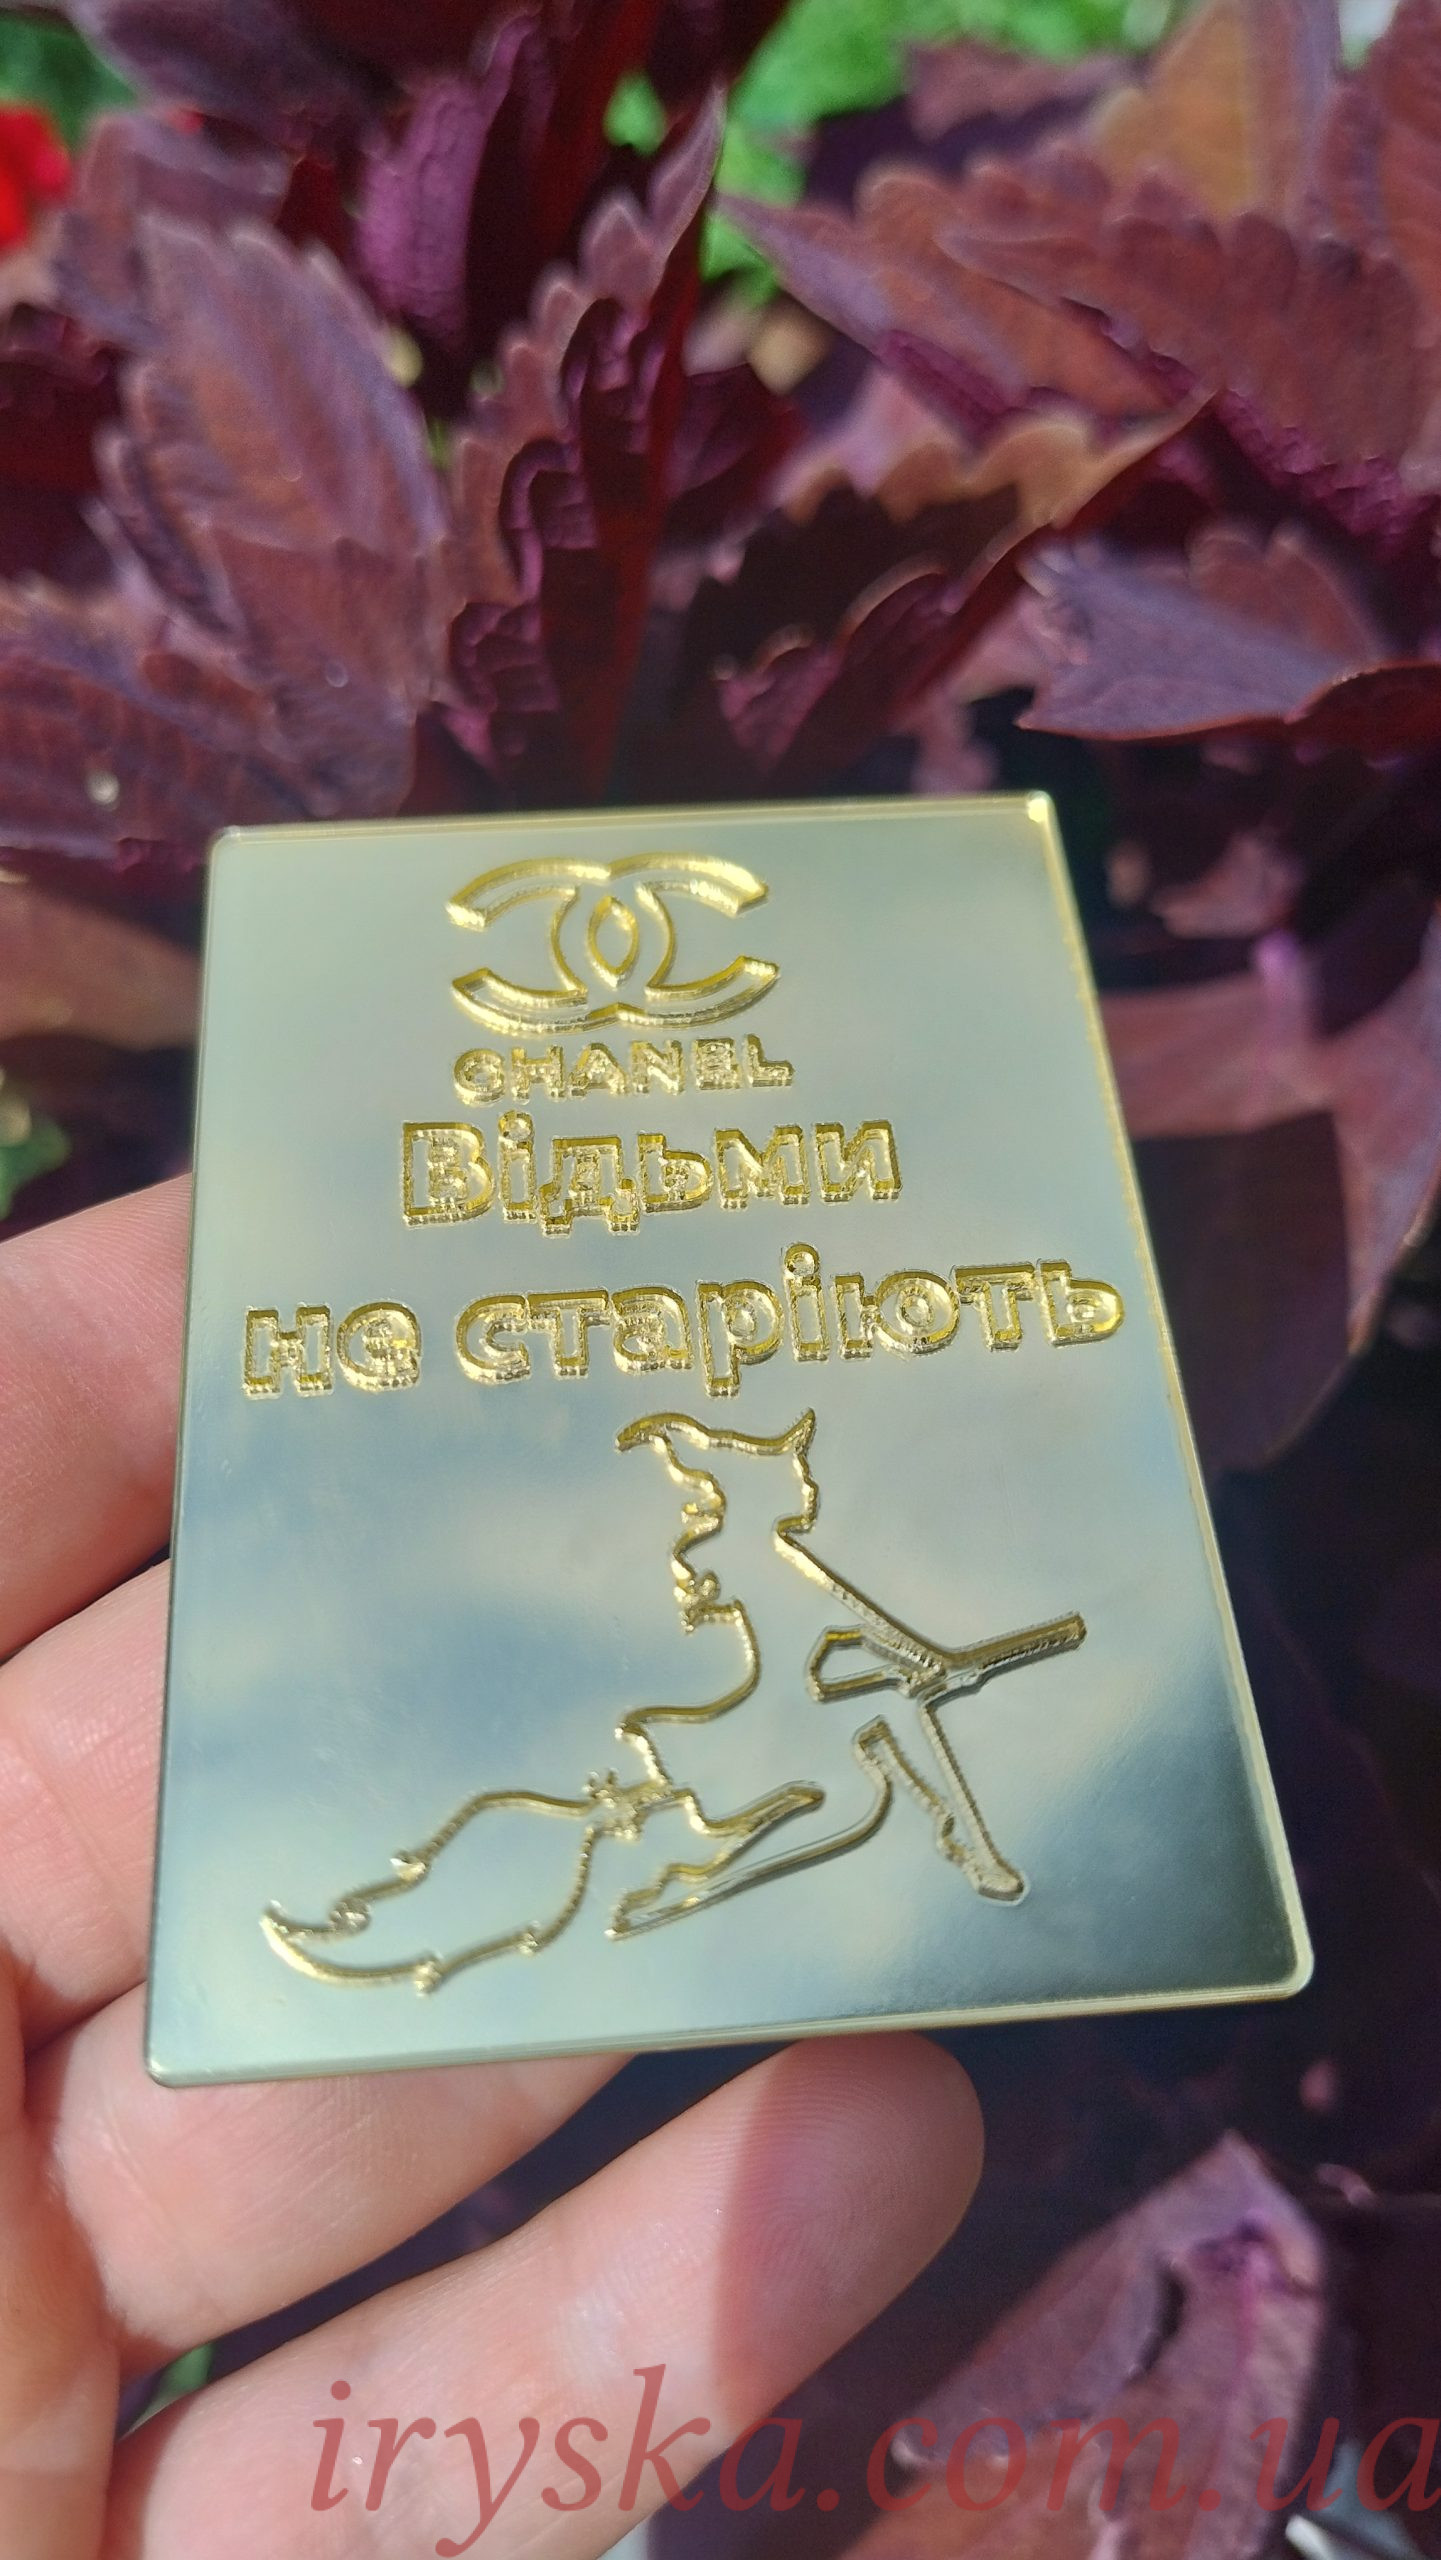 CHANEL
Відьми
не старіють
iryska.com.ua